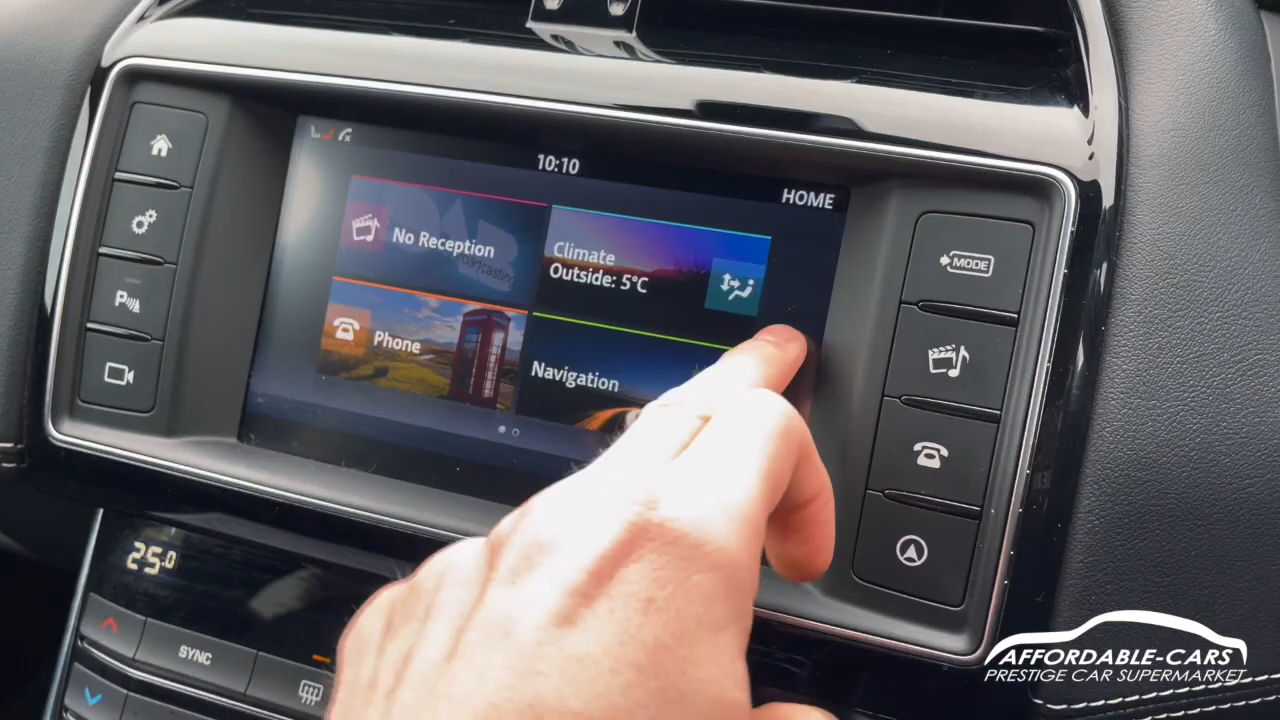 10:10
HOME
No Reception
Climate
Outside: 5°C
Phone
Navigation
MODE
25.0
SYNC
AFFORDABLE-CARS
PRESTIGE CAR SUPERMARKET